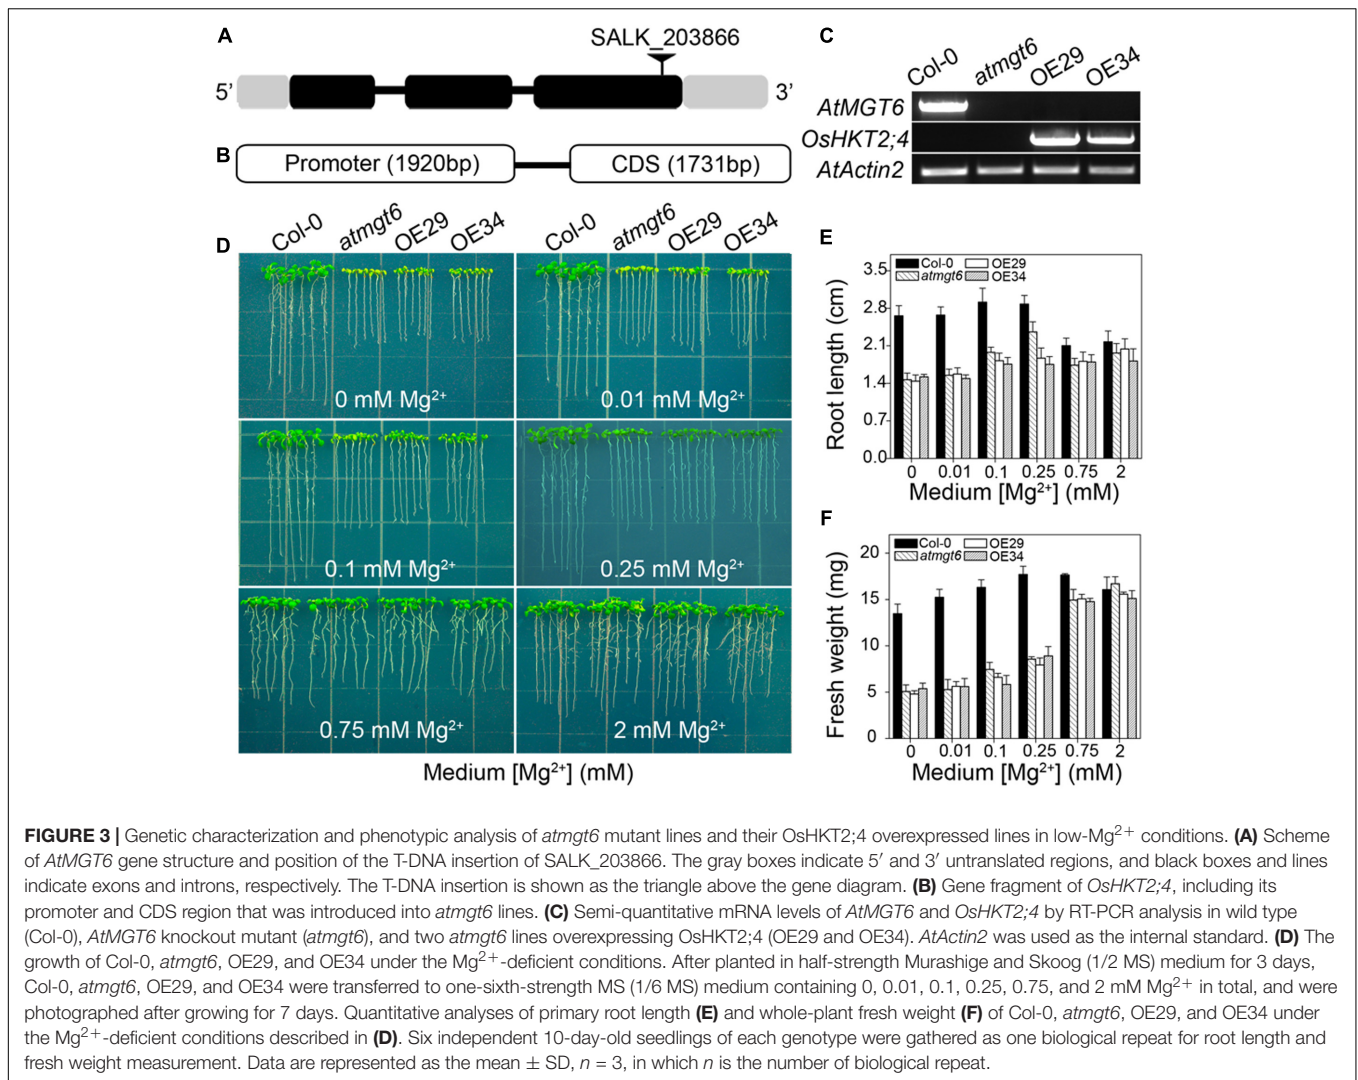 A
SALK_203866
5'
3'
B
Promoter (1920bp)
CDS (1731bp)
C
Col-0 atmgt6 OE29 OE34
AtMGT6
OsHKT2;4
AtActin2
D
Col-0 atmgt6 OE29 OE34 Col-0 atmgt6 OE29 OE34
0 mM Mg²⁺
0.01 mM Mg²⁺
0.1 mM Mg²⁺
0.25 mM Mg²⁺
0.75 mM Mg²⁺
2 mM Mg²⁺
Medium [Mg²⁺] (mM)
E
Col-0 OE29
atmgt6 OE34
Root length (cm)
3.5
2.8
2.1
1.4
0.7
0.0
0 0.01 0.1 0.25 0.75 2
Medium [Mg²⁺] (mM)
F
Col-0 OE29
atmgt6 OE34
Fresh weight (mg)
20
15
10
5
0
0 0.01 0.1 0.25 0.75 2
Medium [Mg²⁺] (mM)
FIGURE 3 | Genetic characterization and phenotypic analysis of atmgt6 mutant lines and their OsHKT2;4 overexpressed lines in low-Mg²⁺ conditions. (A) Scheme
of AtMGT6 gene structure and position of the T-DNA insertion of SALK_203866. The gray boxes indicate 5′ and 3′ untranslated regions, and black boxes and lines
indicate exons and introns, respectively. The T-DNA insertion is shown as the triangle above the gene diagram. (B) Gene fragment of OsHKT2;4, including its
promoter and CDS region that was introduced into atmgt6 lines. (C) Semi-quantitative mRNA levels of AtMGT6 and OsHKT2;4 by RT-PCR analysis in wild type
(Col-0), AtMGT6 knockout mutant (atmgt6), and two atmgt6 lines overexpressing OsHKT2;4 (OE29 and OE34). AtActin2 was used as the internal standard. (D) The
growth of Col-0, atmgt6, OE29, and OE34 under the Mg²⁺-deficient conditions. After planted in half-strength Murashige and Skoog (1/2 MS) medium for 3 days,
Col-0, atmgt6, OE29, and OE34 were transferred to one-sixth-strength MS (1/6 MS) medium containing 0, 0.01, 0.1, 0.25, 0.75, and 2 mM Mg²⁺ in total, and were
photographed after growing for 7 days. Quantitative analyses of primary root length (E) and whole-plant fresh weight (F) of Col-0, atmgt6, OE29, and OE34 under
the Mg²⁺-deficient conditions described in (D). Six independent 10-day-old seedlings of each genotype were gathered as one biological repeat for root length and
fresh weight measurement. Data are represented as the mean ± SD, n = 3, in which n is the number of biological repeat.